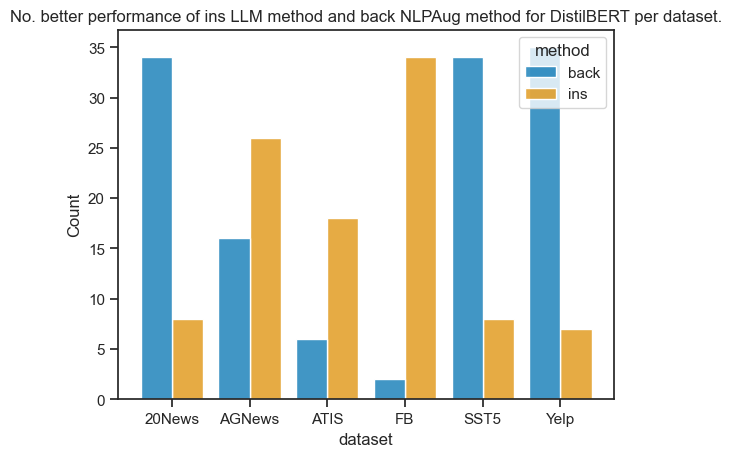 No. better performance of ins LLM method and back NLPAug method for DistilBERT per dataset.
method
back
ins
35
30
25
20
15
10
5
0
Count
20News AGNews ATIS FB SST5 Yelp
dataset